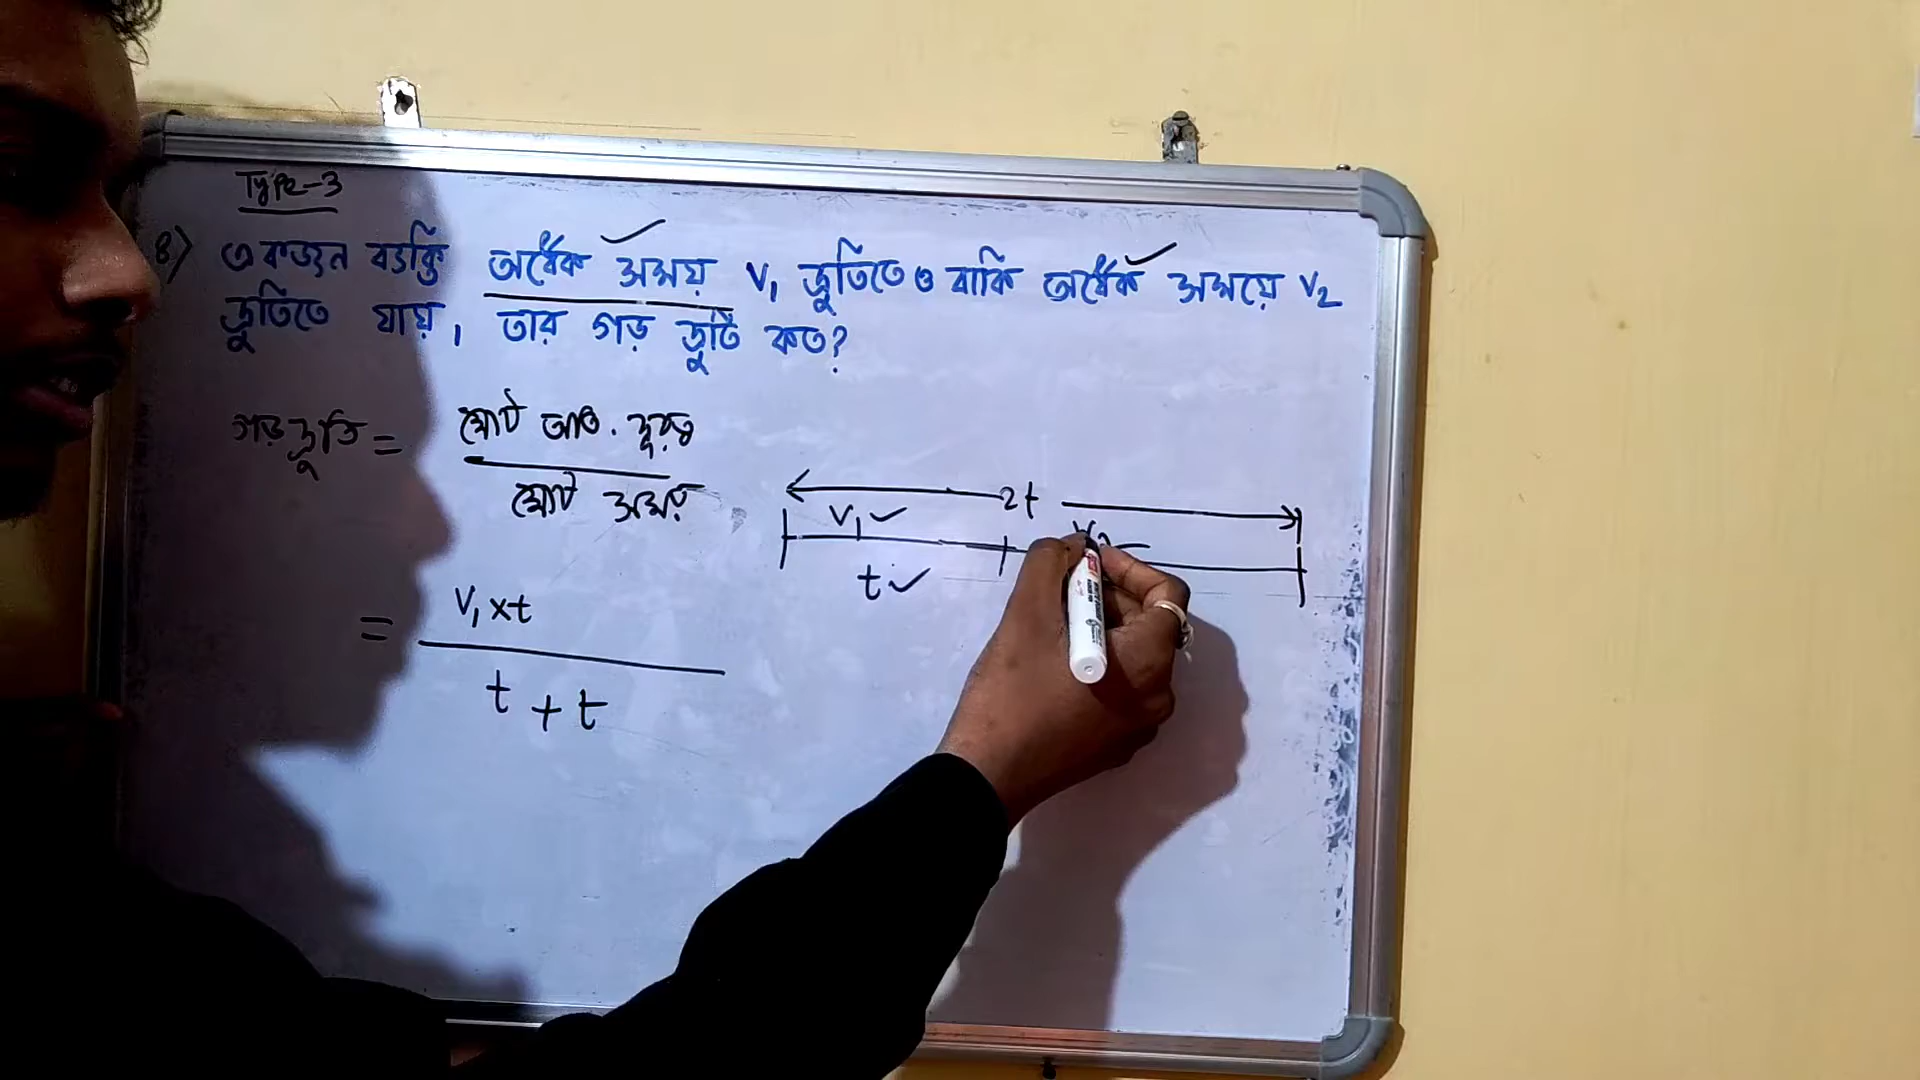 Type-3
8) একজন ব্যক্তি অর্ধেক সময় V₁ দ্রুতিতে ও বাকি অর্ধেক সময়ে V₂
দ্রুতিতে যায়, তার গড় দ্রুতি কত?
গড় দ্রুতি = মোট অতি. দূরত্ব
মোট সময়
2t
V₁ ✓
t ✓
= V₁ × t
t + t